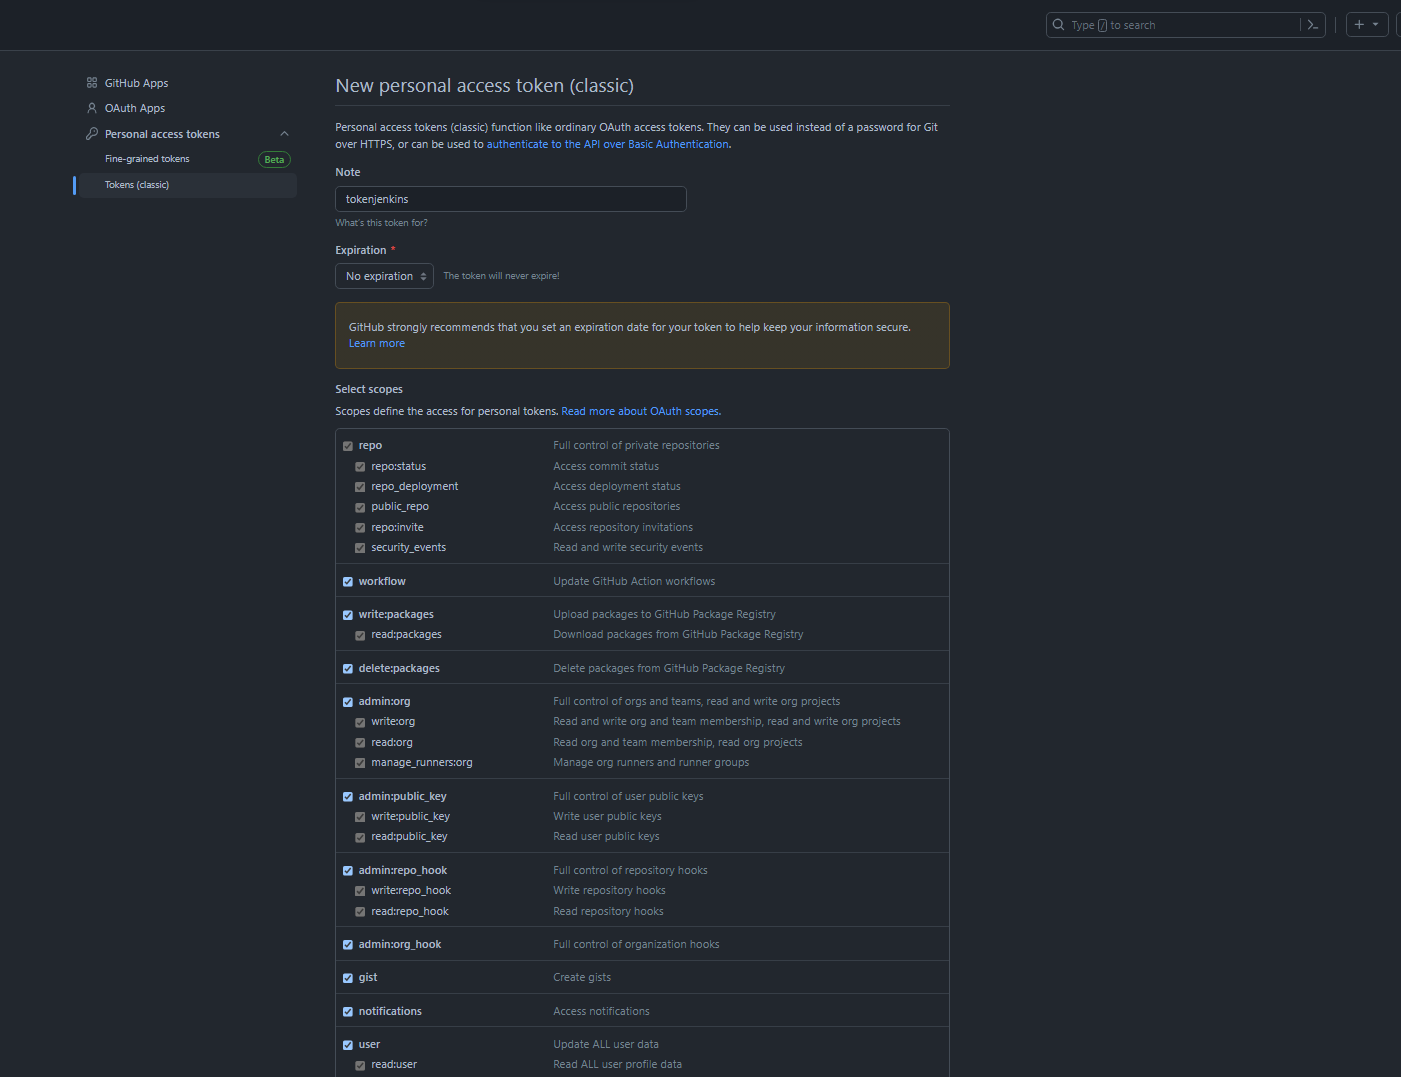 Type / to search
GitHub Apps
OAuth Apps
Personal access tokens
Fine-grained tokens Beta
Tokens (classic)
New personal access token (classic)
Personal access tokens (classic) function like ordinary OAuth access tokens. They can be used instead of a password for Git
over HTTPS, or can be used to authenticate to the API over Basic Authentication.
Note
tokenjenkins
What's this token for?
Expiration *
No expiration The token will never expire!
GitHub strongly recommends that you set an expiration date for your token to help keep your information secure.
Learn more
Select scopes
Scopes define the access for personal tokens. Read more about OAuth scopes.
repo Full control of private repositories
repo:status Access commit status
repo_deployment Access deployment status
public_repo Access public repositories
repo:invite Access repository invitations
security_events Read and write security events
workflow Update GitHub Action workflows
write:packages Upload packages to GitHub Package Registry
read:packages Download packages from GitHub Package Registry
delete:packages Delete packages from GitHub Package Registry
admin:org Full control of orgs and teams, read and write org projects
write:org Read and write org and team membership, read and write org projects
read:org Read org and team membership, read org projects
manage_runners:org Manage org runners and runner groups
admin:public_key Full control of user public keys
write:public_key Write user public keys
read:public_key Read user public keys
admin:repo_hook Full control of repository hooks
write:repo_hook Write repository hooks
read:repo_hook Read repository hooks
admin:org_hook Full control of organization hooks
gist Create gists
notifications Access notifications
user Update ALL user data
read:user Read ALL user profile data